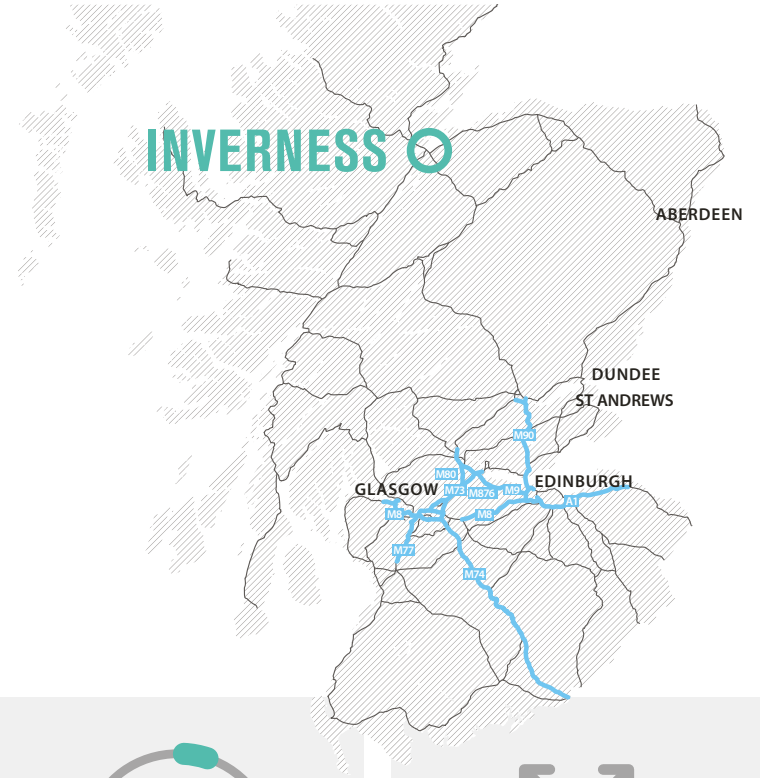 INVERNESS
ABERDEEN
DUNDEE
ST ANDREWS
M90
M80
GLASGOW
M73
M876
M9
EDINBURGH
A1
M8
M8
M77
M74